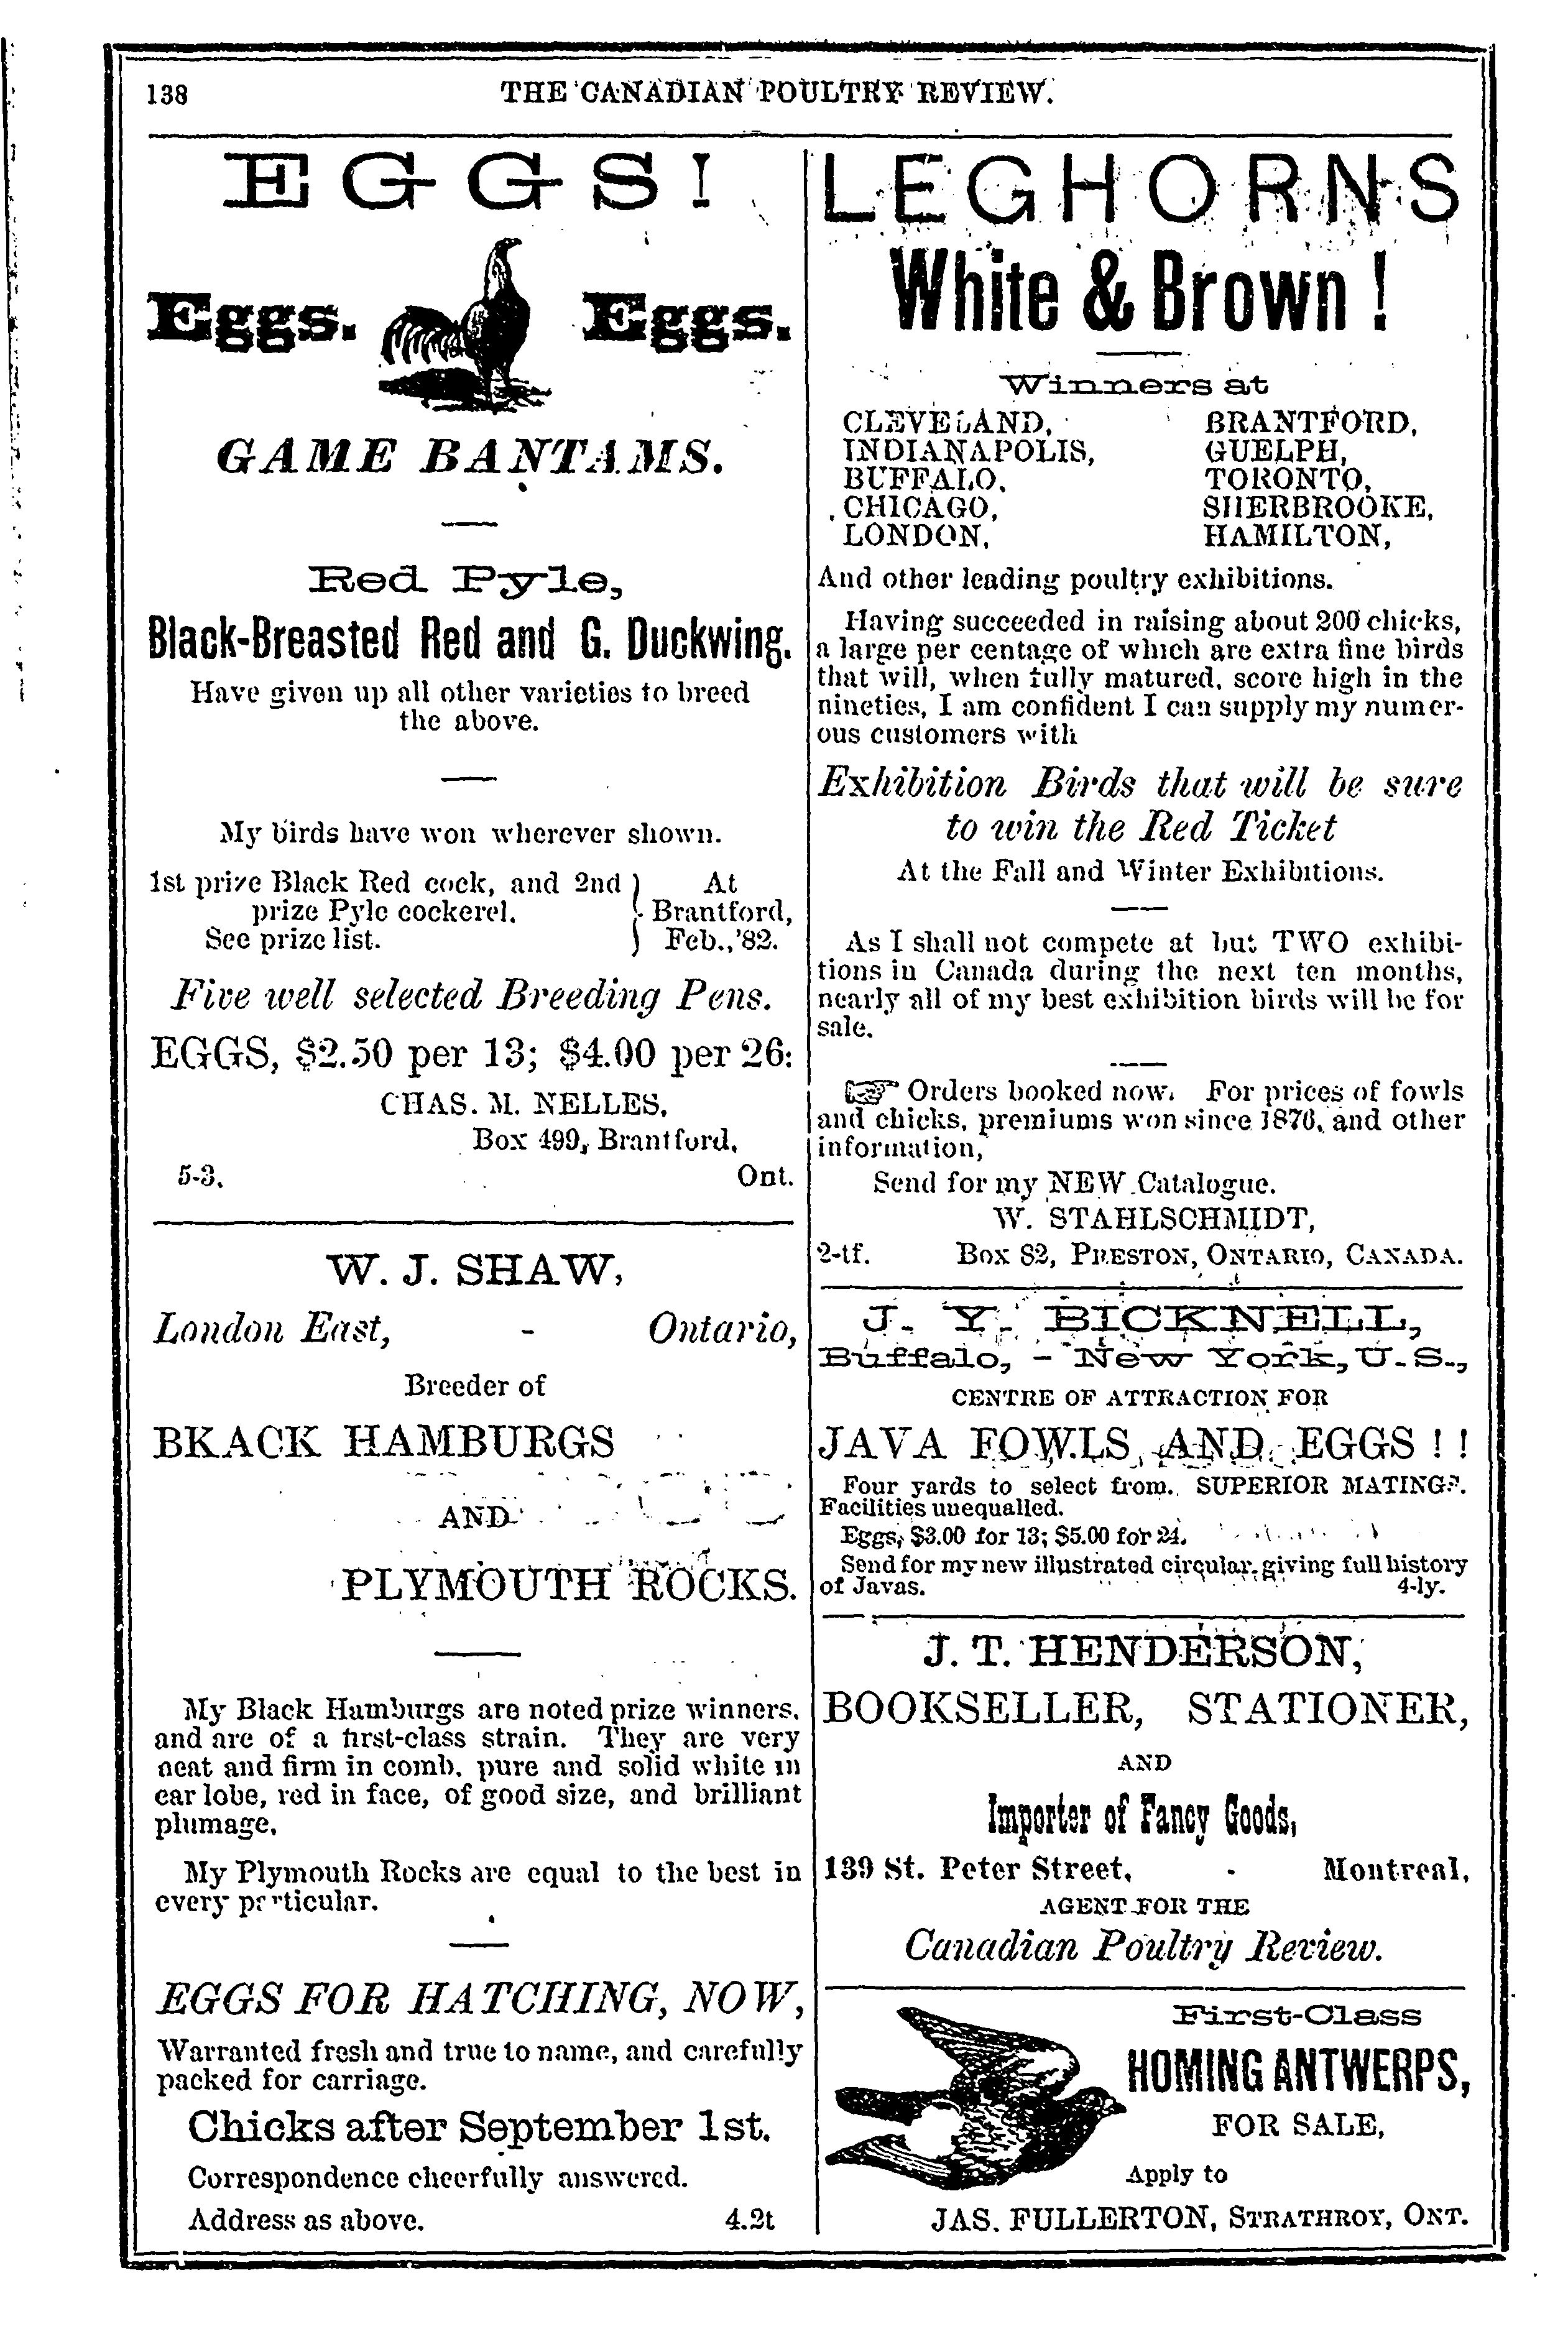 138
THE CANADIAN POULTRY REVIEW.
EGGS!
Eggs. Eggs.
GAME BANTAMS.
Red Pyle,
Black-Breasted Red and G. Duckwing.
Have given up all other varieties to breed
the above.
My birds have won wherever shown.
1st prize Black Red cock, and 2nd
prize Pyle cockerel.
See prize list.
At
Brantford,
Feb.,'82.
Five well selected Breeding Pens.
EGGS, $2.50 per 13; $4.00 per 26:
CHAS. M. NELLES,
Box 499, Brantford,
5-3. Ont.
W. J. SHAW,
London East, - Ontario,
Breeder of
BKACK HAMBURGS
AND
PLYMOUTH ROCKS.
My Black Hamburgs are noted prize winners,
and are of a first-class strain. They are very
neat and firm in comb, pure and solid white in
ear lobe, red in face, of good size, and brilliant
plumage.
My Plymouth Rocks are equal to the best in
every particular.
EGGS FOR HATCHING, NOW,
Warranted fresh and true to name, and carefully
packed for carriage.
Chicks after September 1st.
Correspondence cheerfully answered.
Address as above. 4.2t
LEGHORNS
White & Brown!
Winners at
CLEVELAND, BRANTFORD,
INDIANAPOLIS, GUELPH,
BUFFALO, TORONTO,
CHICAGO, SHERBROOKE,
LONDON, HAMILTON,
And other leading poultry exhibitions.
Having succeeded in raising about 200 chicks,
a large per centage of which are extra fine birds
that will, when fully matured, score high in the
nineties, I am confident I can supply my numer-
ous customers with
Exhibition Birds that will be sure
to win the Red Ticket
At the Fall and Winter Exhibitions.
As I shall not compete at but TWO exhibi-
tions in Canada during the next ten months,
nearly all of my best exhibition birds will be for
sale.
☞ Orders booked now. For prices of fowls
and chicks, premiums won since 1876, and other
information,
Send for my NEW Catalogue.
W. STAHLSCHMIDT,
2-tf. BOX 82, PRESTON, ONTARIO, CANADA.
J. Y. BICKNELL,
Buffalo, - New York, U.S.,
CENTRE OF ATTRACTION FOR
JAVA FOWLS AND EGGS!!
Four yards to select from. SUPERIOR MATINGS.
Facilities unequalled.
Eggs, $3.00 for 13; $5.00 for 24.
Send for my new illustrated circular, giving full history
of Javas. 4-ly.
J. T. HENDERSON,
BOOKSELLER, STATIONER,
AND
Importer of Fancy Goods,
139 St. Peter Street, - Montreal,
AGENT FOR THE
Canadian Poultry Review.
First-Class
HOMING ANTWERPS,
FOR SALE,
Apply to
JAS. FULLERTON, STRATHROY, ONT.